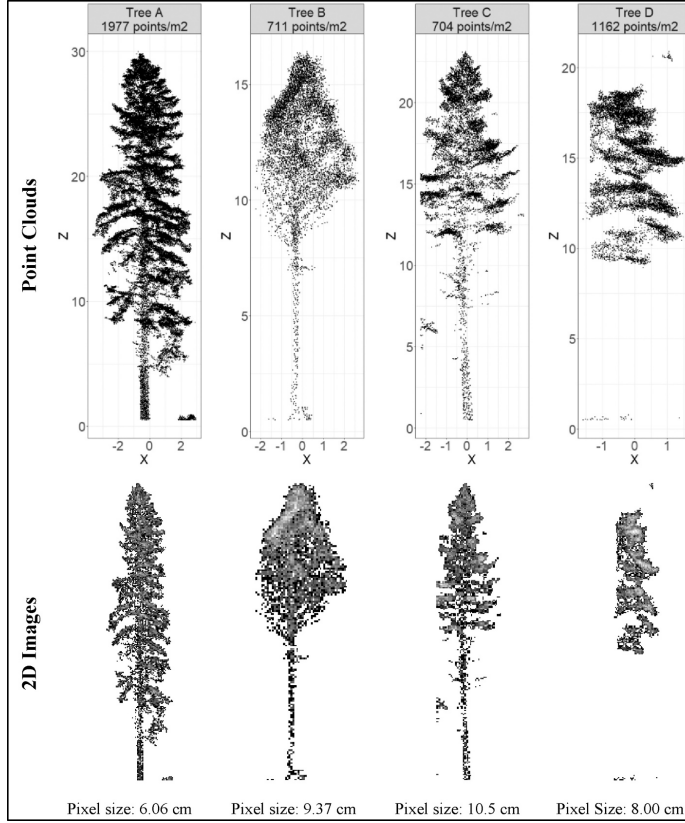 Tree A
1977 points/m2
Tree B
711 points/m2
Tree C
704 points/m2
Tree D
1162 points/m2
Point Clouds
Z
30
20
10
0
-2
0
2
X
Z
15
10
5
0
-2
-1
0
1
2
X
Z
20
15
10
5
0
-2
-1
0
1
2
X
Z
20
15
10
5
0
-1
0
1
X
2D Images
Pixel size: 6.06 cm
Pixel size: 9.37 cm
Pixel size: 10.5 cm
Pixel Size: 8.00 cm